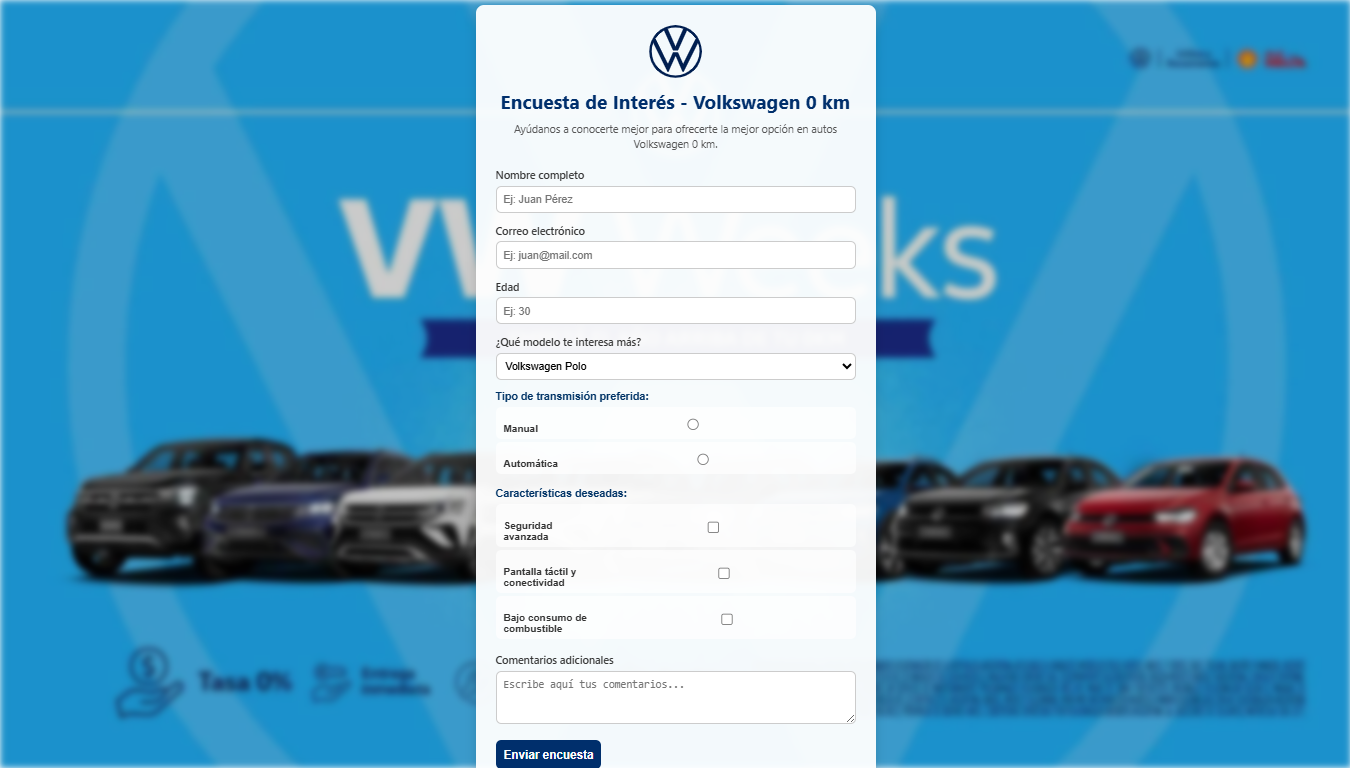 Encuesta de Interés - Volkswagen 0 km
Ayúdanos a conocerte mejor para ofrecerte la mejor opción en autos
Volkswagen 0 km.
Nombre completo
Ej: Juan Pérez
Correo electrónico
Ej: juan@mail.com
Edad
Ej: 30
¿Qué modelo te interesa más?
Volkswagen Polo
Tipo de transmisión preferida:
Manual
Automática
Características deseadas:
Seguridad
avanzada
Pantalla táctil y
conectividad
Bajo consumo de
combustible
Comentarios adicionales
Escribe aquí tus comentarios...
Enviar encuesta
VW Weeks
Tasa 0%
Entrega
inmediata